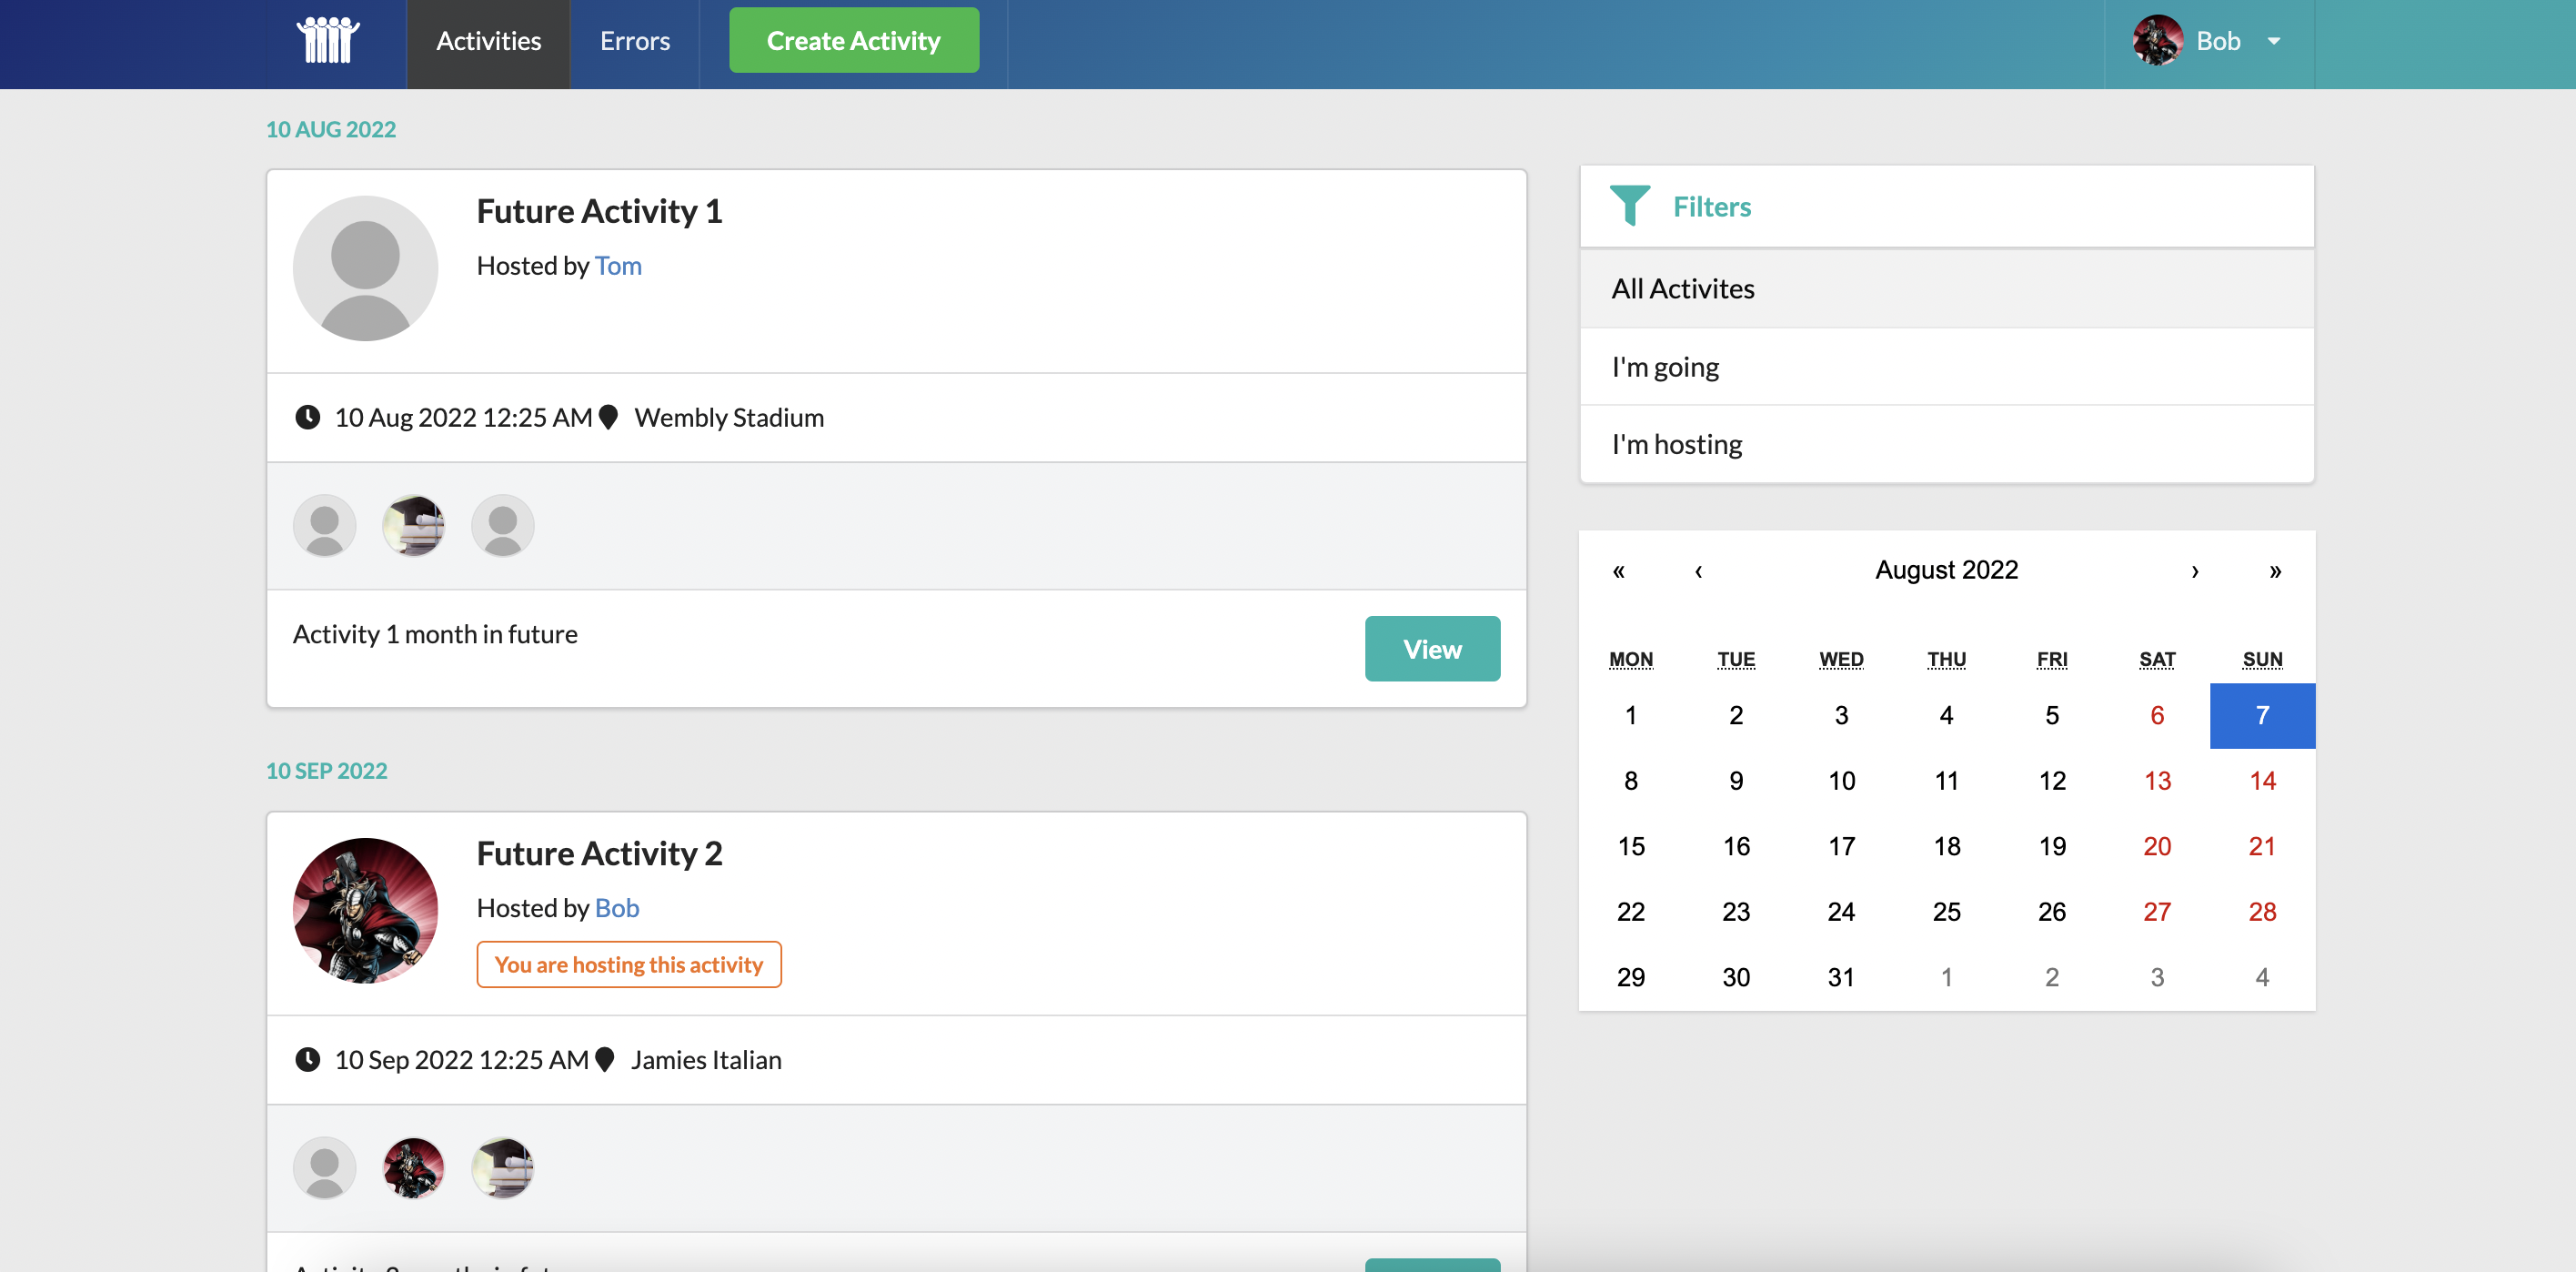 Activities Errors Create Activity Bob
10 AUG 2022
Future Activity 1
Hosted by Tom
10 Aug 2022 12:25 AM Wembly Stadium
Activity 1 month in future
View
10 SEP 2022
Future Activity 2
Hosted by Bob
You are hosting this activity
10 Sep 2022 12:25 AM Jamies Italian
Filters
All Activites
I'm going
I'm hosting
« ‹ August 2022 › »
MON TUE WED THU FRI SAT SUN
1 2 3 4 5 6 7
8 9 10 11 12 13 14
15 16 17 18 19 20 21
22 23 24 25 26 27 28
29 30 31 1 2 3 4